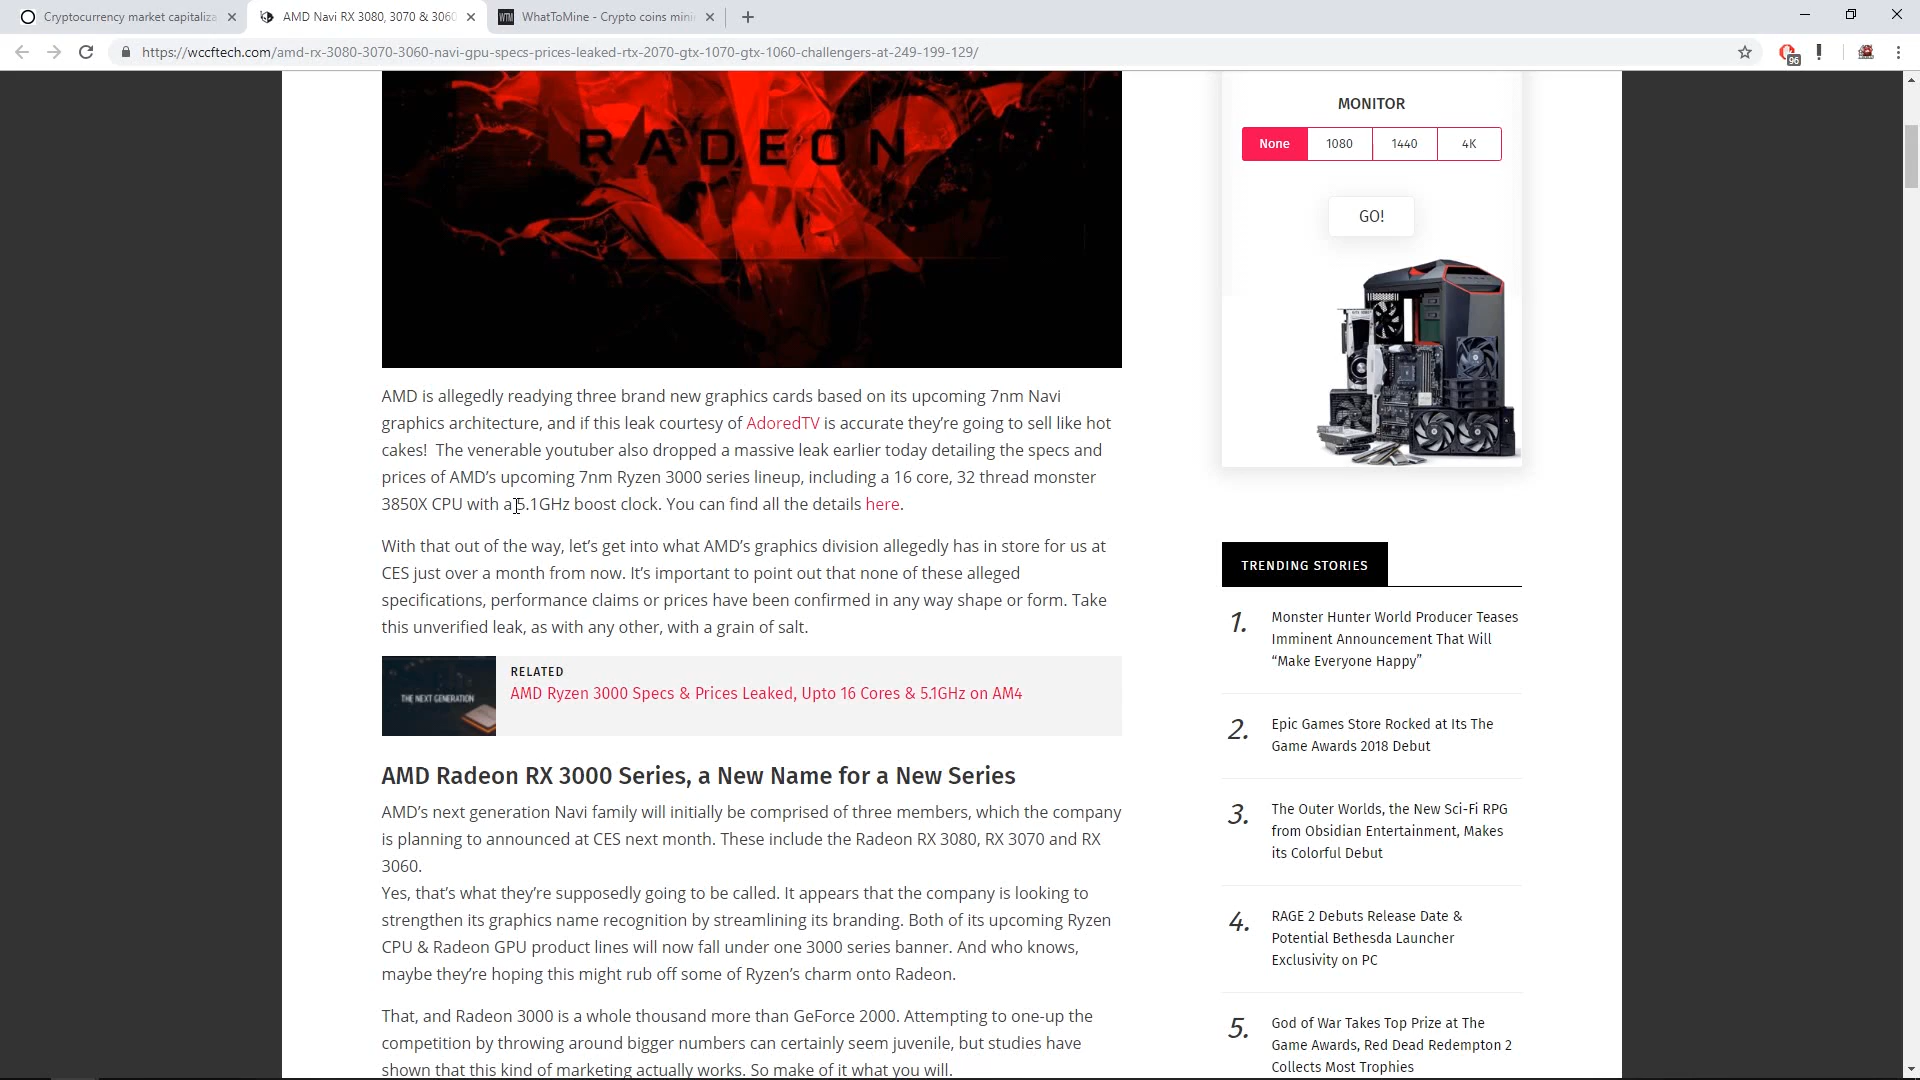 Cryptocurrency market capitaliza
AMD Navi RX 3080, 3070 & 3060
WTM
WhatToMine - Crypto coins mini
https://wccftech.com/amd-rx-3080-3070-3060-navi-gpu-specs-prices-leaked-rtx-2070-gtx-1070-gtx-1060-challengers-at-249-199-129/
96
RADEON
AMD is allegedly readying three brand new graphics cards based on its upcoming 7nm Navi
graphics architecture, and if this leak courtesy of AdoredTV is accurate they’re going to sell like hot
cakes!  The venerable youtuber also dropped a massive leak earlier today detailing the specs and
prices of AMD’s upcoming 7nm Ryzen 3000 series lineup, including a 16 core, 32 thread monster
3850X CPU with a 5.1GHz boost clock. You can find all the details here.
With that out of the way, let’s get into what AMD’s graphics division allegedly has in store for us at
CES just over a month from now. It’s important to point out that none of these alleged
specifications, performance claims or prices have been confirmed in any way shape or form. Take
this unverified leak, as with any other, with a grain of salt.
THE NEXT GENERATION
RELATED
AMD Ryzen 3000 Specs & Prices Leaked, Upto 16 Cores & 5.1GHz on AM4
AMD Radeon RX 3000 Series, a New Name for a New Series
AMD’s next generation Navi family will initially be comprised of three members, which the company
is planning to announced at CES next month. These include the Radeon RX 3080, RX 3070 and RX
3060.
Yes, that’s what they’re supposedly going to be called. It appears that the company is looking to
strengthen its graphics name recognition by streamlining its branding. Both of its upcoming Ryzen
CPU & Radeon GPU product lines will now fall under one 3000 series banner. And who knows,
maybe they’re hoping this might rub off some of Ryzen’s charm onto Radeon.
That, and Radeon 3000 is a whole thousand more than GeForce 2000. Attempting to one-up the
competition by throwing around bigger numbers can certainly seem juvenile, but studies have
shown that this kind of marketing actually works. So make of it what you will.
MONITOR
None
1080
1440
4K
GO!
TRENDING STORIES
1.
Monster Hunter World Producer Teases
Imminent Announcement That Will
“Make Everyone Happy”
2.
Epic Games Store Rocked at Its The
Game Awards 2018 Debut
3.
The Outer Worlds, the New Sci-Fi RPG
from Obsidian Entertainment, Makes
its Colorful Debut
4.
RAGE 2 Debuts Release Date &
Potential Bethesda Launcher
Exclusivity on PC
5.
God of War Takes Top Prize at The
Game Awards, Red Dead Redempton 2
Collects Most Trophies